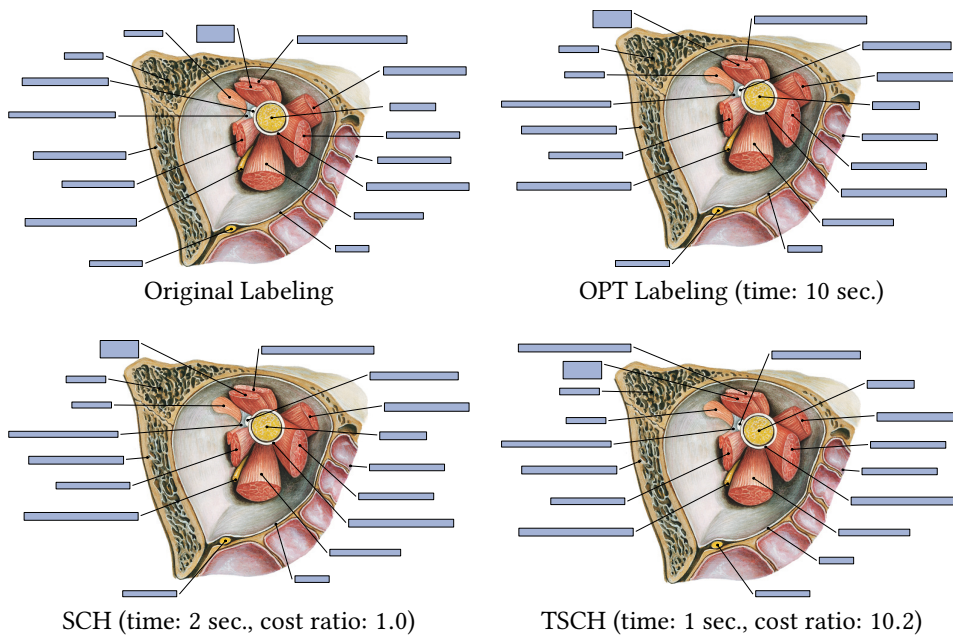 Original Labeling
OPT Labeling (time: 10 sec.)
SCH (time: 2 sec., cost ratio: 1.0)
TSCH (time: 1 sec., cost ratio: 10.2)